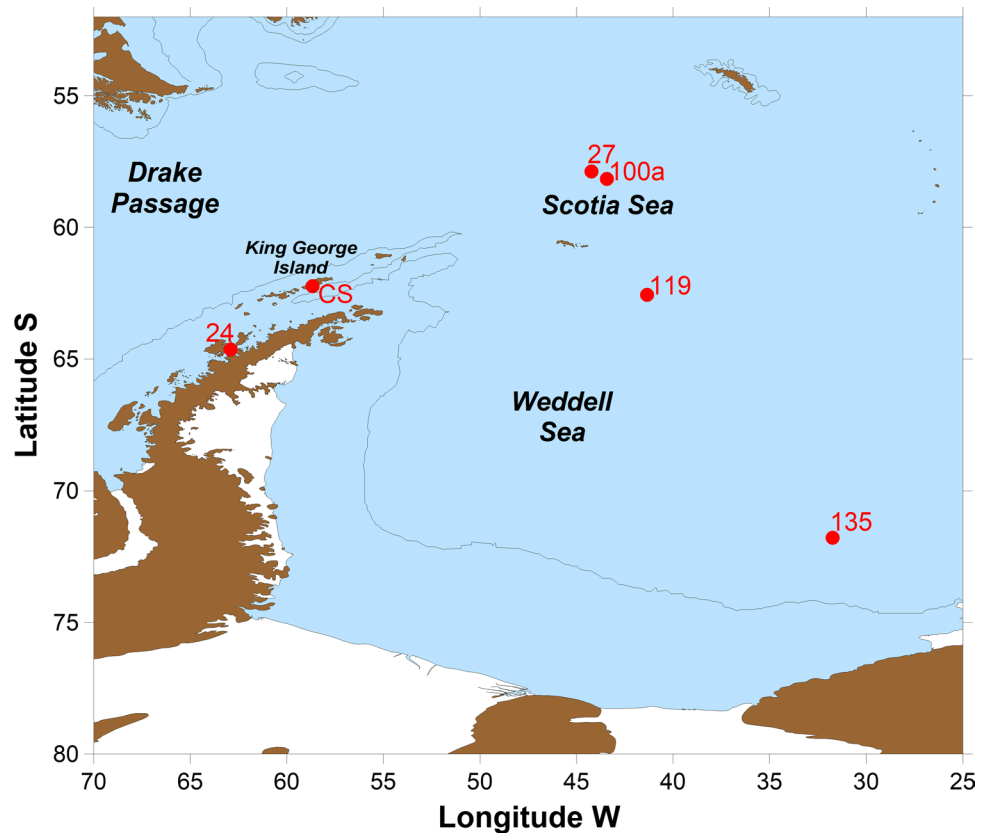 55
Drake
Passage
27
100a
Scotia Sea
60
King George
Island
CS
119
24
65
Latitude S
Weddell
Sea
70
135
75
80
70 65 60 55 50 45 40 35 30 25
Longitude W